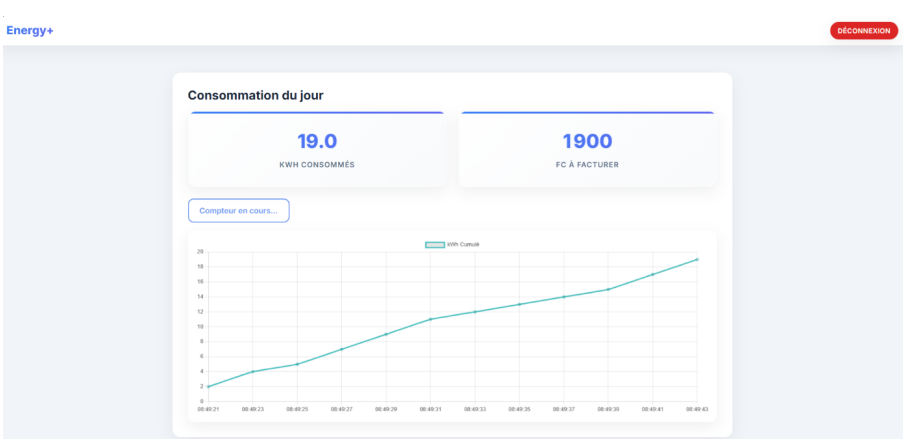 Energy+
DÉCONNEXION
Consommation du jour
19.0
KWH CONSOMMÉS
1900
FC À FACTURER
Compteur en cours...
kWh Cumulé
20
18
16
14
12
10
8
6
4
2
0
08:49:21 08:49:23 08:49:25 08:49:27 08:49:29 08:49:31 08:49:33 08:49:35 08:49:37 08:49:39 08:49:41 08:49:43